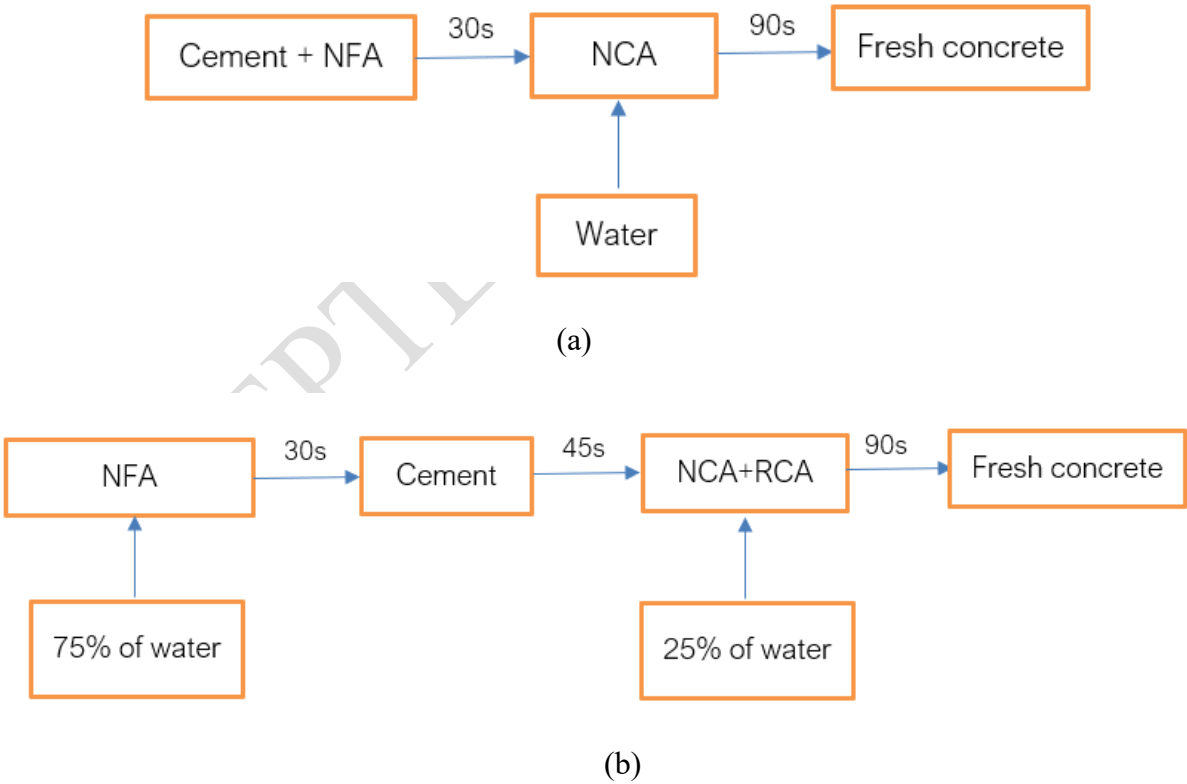 Cement + NFA
30s
NCA
90s
Fresh concrete
Water
(a)
NFA
30s
Cement
45s
NCA+RCA
90s
Fresh concrete
75% of water
25% of water
(b)